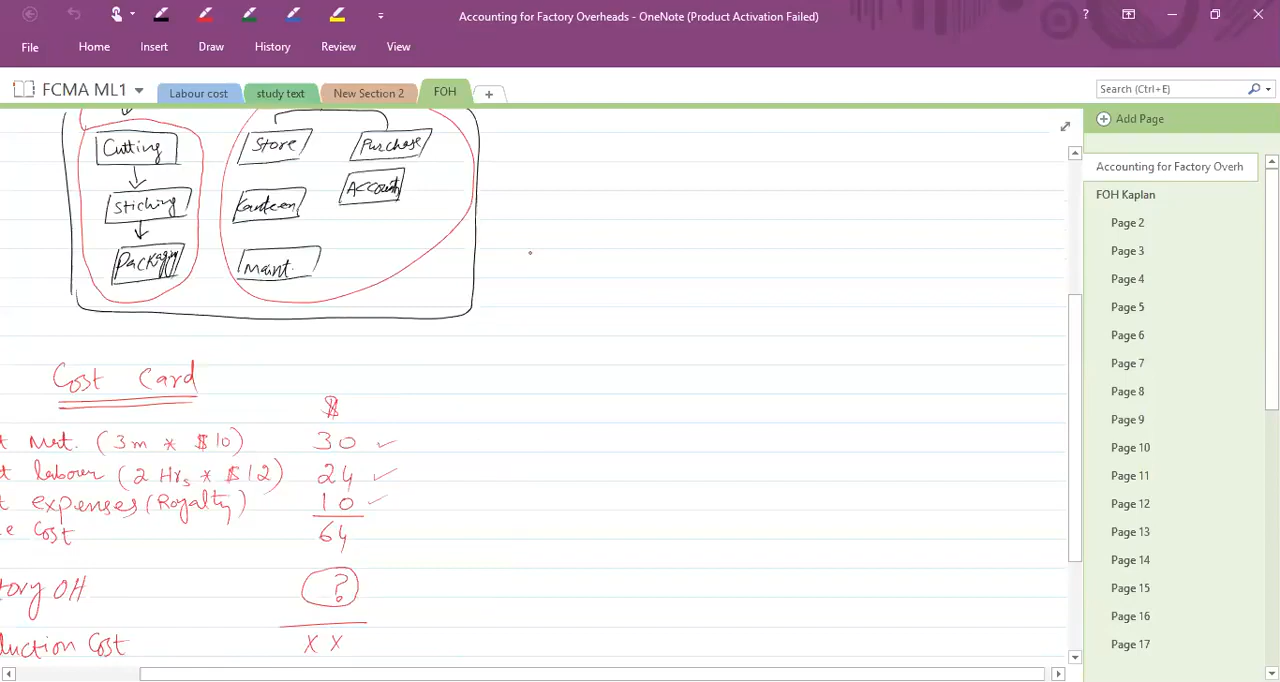 Accounting for Factory Overheads - OneNote (Product Activation Failed)
?
File Home Insert Draw History Review View
FCMA ML1
Labour cost study text New Section 2 FOH +
Search (Ctrl+E)
Add Page
Accounting for Factory Overh
FOH Kaplan
Page 2
Page 3
Page 4
Page 5
Page 6
Page 7
Page 8
Page 9
Page 10
Page 11
Page 12
Page 13
Page 14
Page 15
Page 16
Page 17
Cutting
Stiching
Packaging
Store
Purchase
Kanteen
Account
Maint.
Cost Card
$
t Mat. (3m * $10) 30 ✓
t labour (2 Hrs * $12) 24 ✓
t expenses (Royalty) 10 ✓
e Cost 64
tory OH ?
duction Cost X X